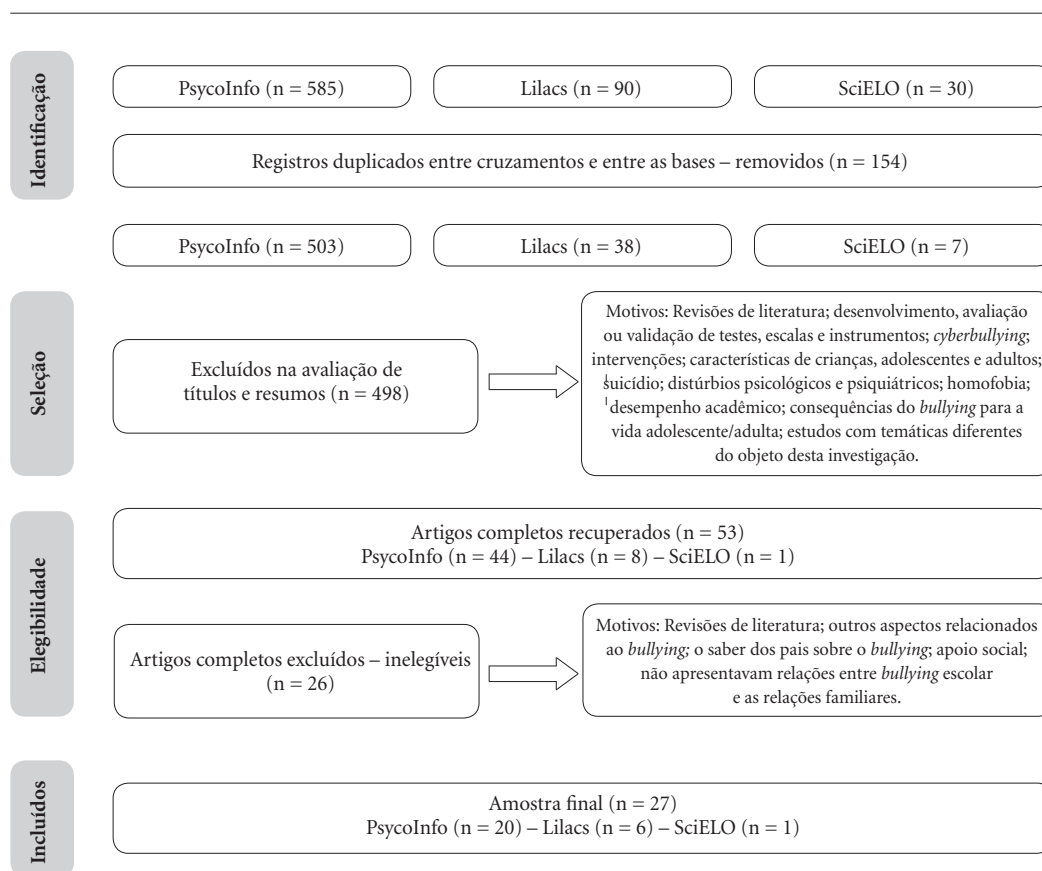 Identificação
PsycoInfo (n = 585)
Lilacs (n = 90)
SciELO (n = 30)
Registros duplicados entre cruzamentos e entre as bases – removidos (n = 154)
PsycoInfo (n = 503)
Lilacs (n = 38)
SciELO (n = 7)
Seleção
Excluídos na avaliação de
títulos e resumos (n = 498)
Motivos: Revisões de literatura; desenvolvimento, avaliação
ou validação de testes, escalas e instrumentos; cyberbullying;
intervenções; características de crianças, adolescentes e adultos;
suicídio; distúrbios psicológicos e psiquiátricos; homofobia;
desempenho acadêmico; consequências do bullying para a
vida adolescente/adulta; estudos com temáticas diferentes
do objeto desta investigação.
Elegibilidade
Artigos completos recuperados (n = 53)
PsycoInfo (n = 44) – Lilacs (n = 8) – SciELO (n = 1)
Artigos completos excluídos – inelegíveis
(n = 26)
Motivos: Revisões de literatura; outros aspectos relacionados
ao bullying; o saber dos pais sobre o bullying; apoio social;
não apresentavam relações entre bullying escolar
e as relações familiares.
Incluídos
Amostra final (n = 27)
PsycoInfo (n = 20) – Lilacs (n = 6) – SciELO (n = 1)